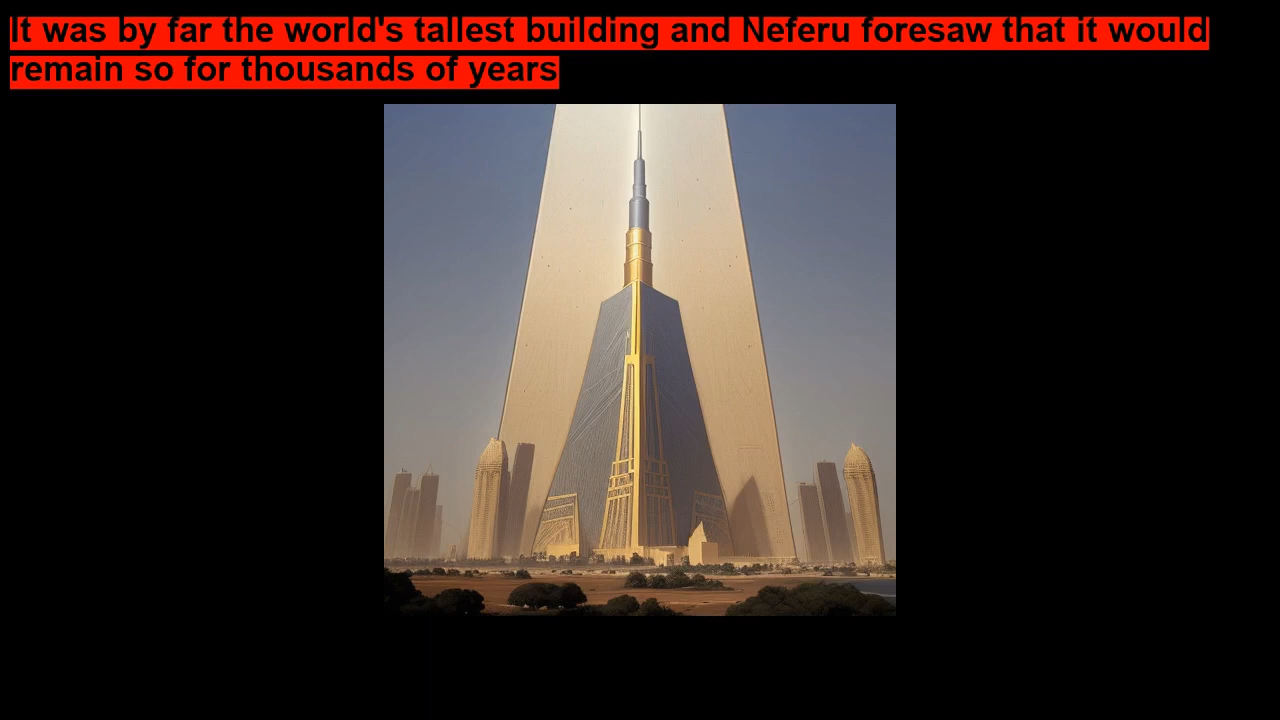 It was by far the world's tallest building and Neferu foresaw that it would
remain so for thousands of years